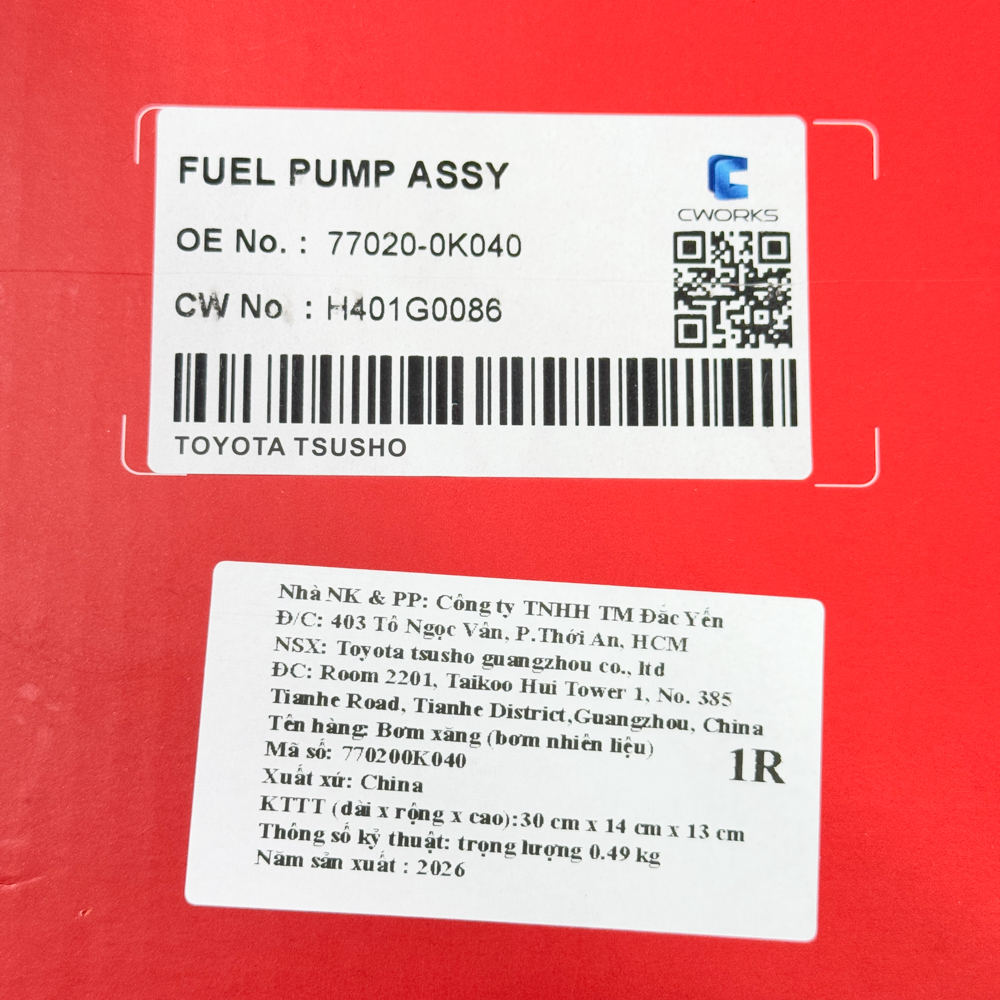 FUEL PUMP ASSY
CWORKS
OE No. : 77020-0K040
CW No : H401G0086
TOYOTA TSUSHO
Nhà NK & PP: Công ty TNHH TM Đắc Yến
Đ/C: 403 Tô Ngọc Vân, P.Thới An, HCM
NSX: Toyota tsusho guangzhou co., ltd
ĐC: Room 2201, Taikoo Hui Tower 1, No. 385
Tianhe Road, Tianhe District,Guangzhou, China
Tên hàng: Bơm xăng (bơm nhiên liệu)
Mã số: 770200K040
1R
Xuất xứ: China
KTTT (dài x rộng x cao):30 cm x 14 cm x 13 cm
Thông số kỹ thuật: trọng lượng 0.49 kg
Năm sản xuất : 2026